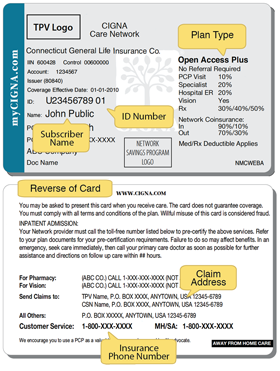 TPV Logo
CIGNA
Care Network
Plan Type
myCIGNA.com
Connecticut General Life Insurance Co.
IIN 600428 Control 00600000
Account: 1234567
Issuer (80840)
Coverage Effective Date: 01-01-2010
ID: U23456789 01
ID Number
Name: John Public
Subscriber Name
XX-XXXX
AB
Doc Name
NETWORK
SAVINGS
PROGRAM
LOGO
Open Access Plus
No Referral Required
PCP Visit 10%
Specialist 20%
Hospital ER 20%
Vision Yes
Rx 30%/40%/50%
Network Coinsurance:
In 90%/10%
Out 70%/30%
Med/Rx Deductible Applies
NMCWEBA
Reverse of Card
WWW.CIGNA.COM
You may be asked to present this card when you receive care. The card does not guarantee coverage.
You must comply with all terms and conditions of the plan. Willful misuse of this card is considered fraud.
INPATIENT ADMISSION:
Your Network provider must call the toll-free number listed below to pre-certify the above services. Refer
to your plan documents for your pre-certification requirements. Failure to do so may affect benefits. In an
emergency, seek care immediately, then call your primary care doctor as soon as possible for further
assistance and directions on follow up care within ## hours.
For Pharmacy: (ABC CO.) CALL 1-XXX-XXX-XXXX (NOT
For Vision: (ABC CO.) CALL 1-XXX-XXX-XXXX (NOT
Claim Address
Send Claims to: TPV Name, P.O. BOX XXXX, ANYTOWN, USA 12345-6789
CSN Name, P.O. BOX XXXX, ANYTOWN, USA 12345-6789
All Others: P.O. BOX XXXX, ANYTOWN, USA 12345-6789
Customer Service: 1-800-XXX-XXXX MH/SA: 1-800-XXX-XXXX
Insurance Phone Number
We encourage you to use a PCP as a
AWAY FROM HOME CARE